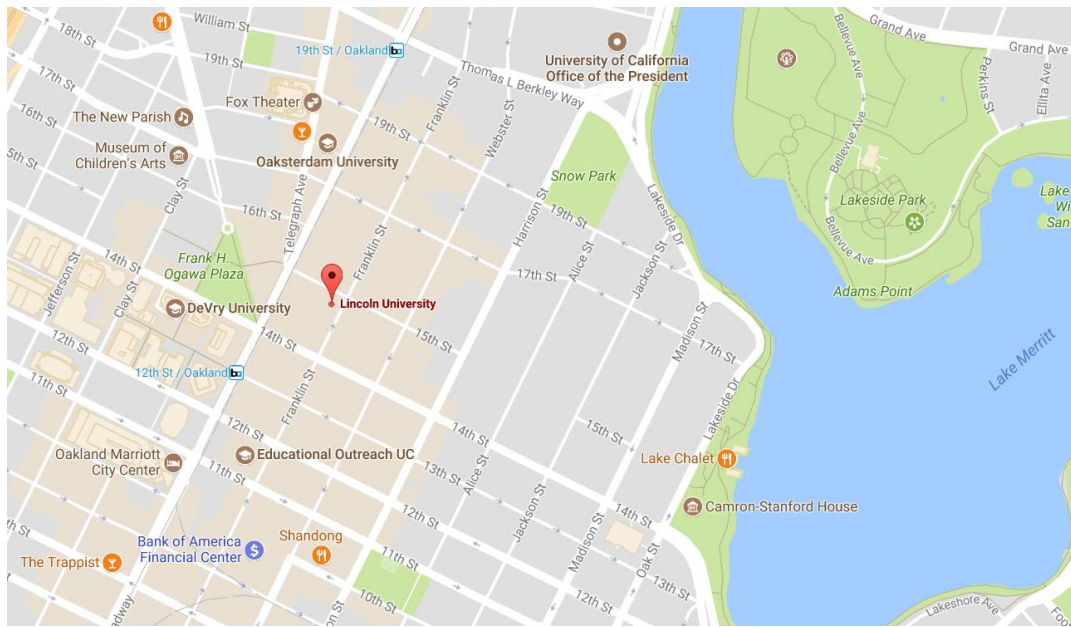 William St
18th St
19th St / Oakland
University of California
Office of the President
Grand Ave
Grand Ave
Perkins St
Ellita Ave
Bellevue Ave
17th St
19th St
Thomas L Berkley Way
Franklin St
Fox Theater
16th St
The New Parish
19th St
Webster St
Museum of
Children's Arts
Oaksterdam University
Bellevue Ave
Clay St
Snow Park
Lakeside Park
Lake
Wi
San
5th St
Telegraph Ave
16th St
Harrison St
19th St
Lakeside Dr
Bellevue Ave
Franklin St
Alice St
Frank H.
Ogawa Plaza
14th St
17th St
Jackson St
Adams Point
Jefferson St
Clay St
DeVry University
Lincoln University
Madison St
15th St
14th St
17th St
Lake Merritt
12th St
12th St / Oakland
11th St
Franklin St
Lakeside Dr
12th St
14th St
15th St
Oakland Marriott
City Center
Educational Outreach UC
Lake Chalet
11th St
13th St
Alice St
Jackson St
14th St
Camron-Stanford House
Bank of America
Financial Center
Shandong
Madison St
Oak St
The Trappist
11th St
13th St
10th St
12th St
adway
Lakeshore Ave
Foo